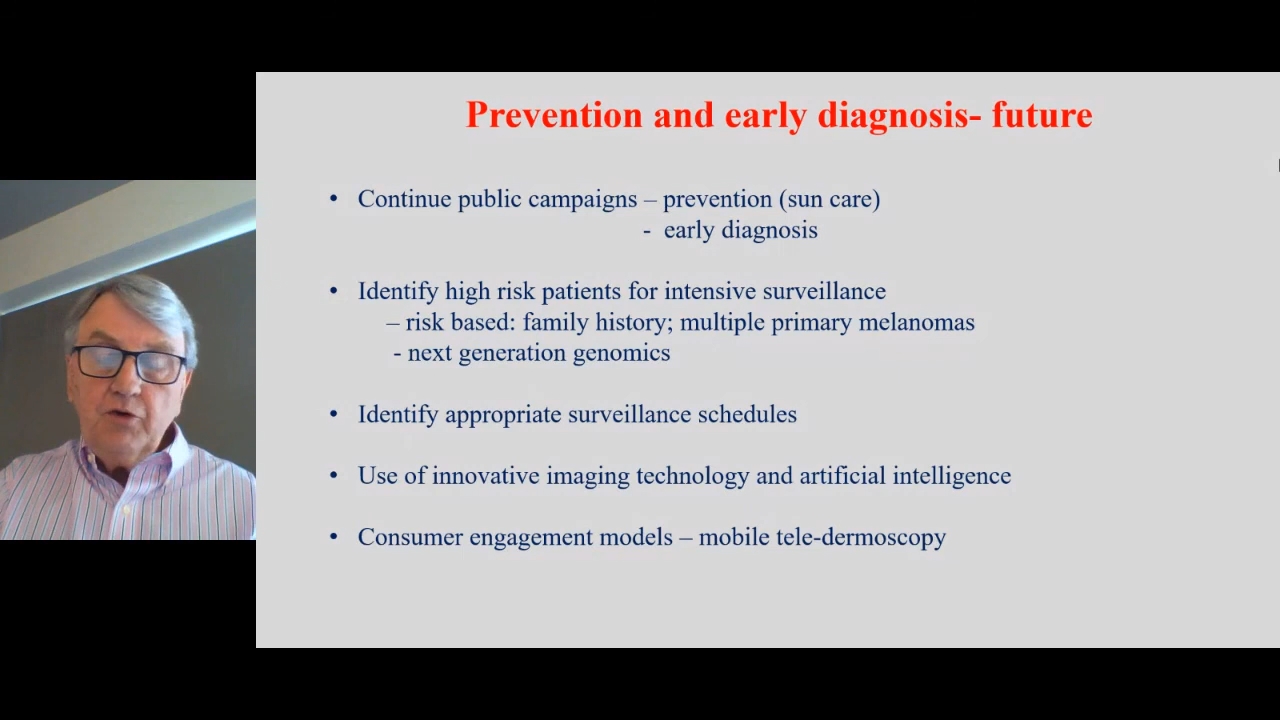 Prevention and early diagnosis- future
• Continue public campaigns – prevention (sun care)
- early diagnosis
• Identify high risk patients for intensive surveillance
– risk based: family history; multiple primary melanomas
- next generation genomics
• Identify appropriate surveillance schedules
• Use of innovative imaging technology and artificial intelligence
• Consumer engagement models – mobile tele-dermoscopy